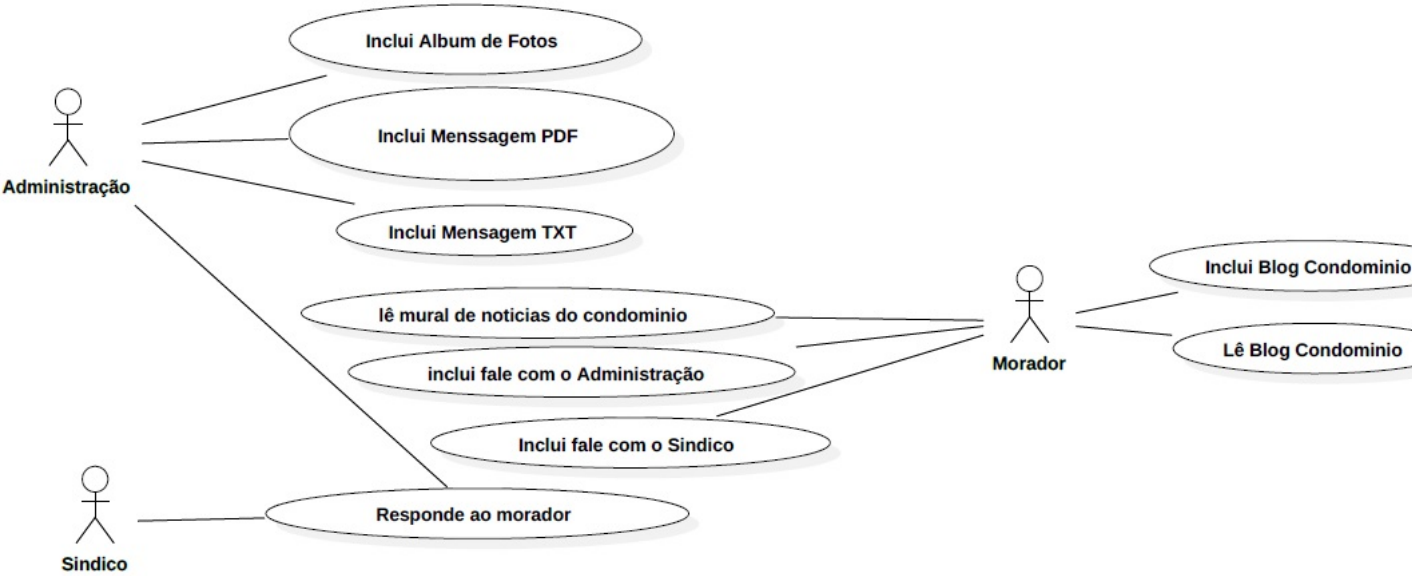 Inclui Album de Fotos
Inclui Menssagem PDF
Administração
Inclui Mensagem TXT
Inclui Blog Condominio
lê mural de noticias do condominio
Lê Blog Condominio
Morador
inclui fale com o Administração
Inclui fale com o Sindico
Responde ao morador
Sindico